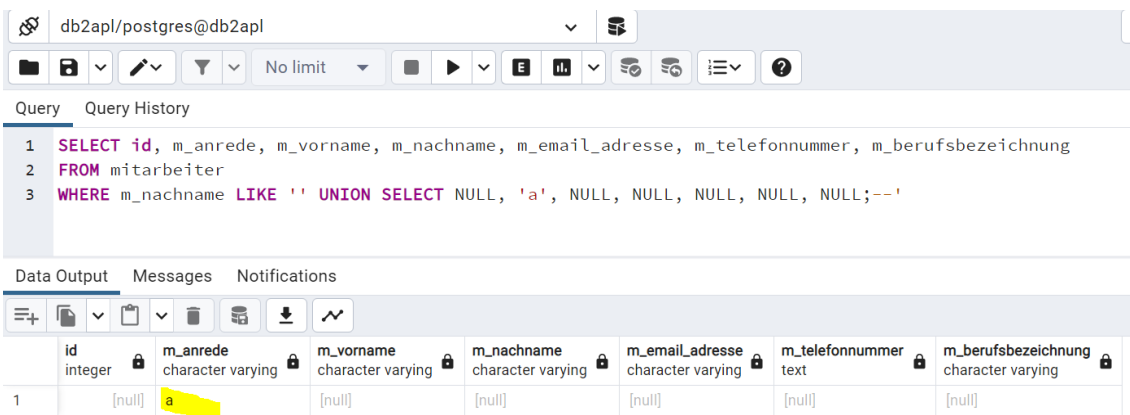 db2apl/postgres@db2apl
No limit
E
Query Query History
1 SELECT id, m_anrede, m_vorname, m_nachname, m_email_adresse, m_telefonnummer, m_berufsbezeichnung
2 FROM mitarbeiter
3 WHERE m_nachname LIKE '' UNION SELECT NULL, 'a', NULL, NULL, NULL, NULL, NULL;--'
Data Output Messages Notifications
id m_anrede m_vorname m_nachname m_email_adresse m_telefonnummer m_berufsbezeichnung
integer character varying character varying character varying character varying text character varying
1 [null] a [null] [null] [null] [null] [null]